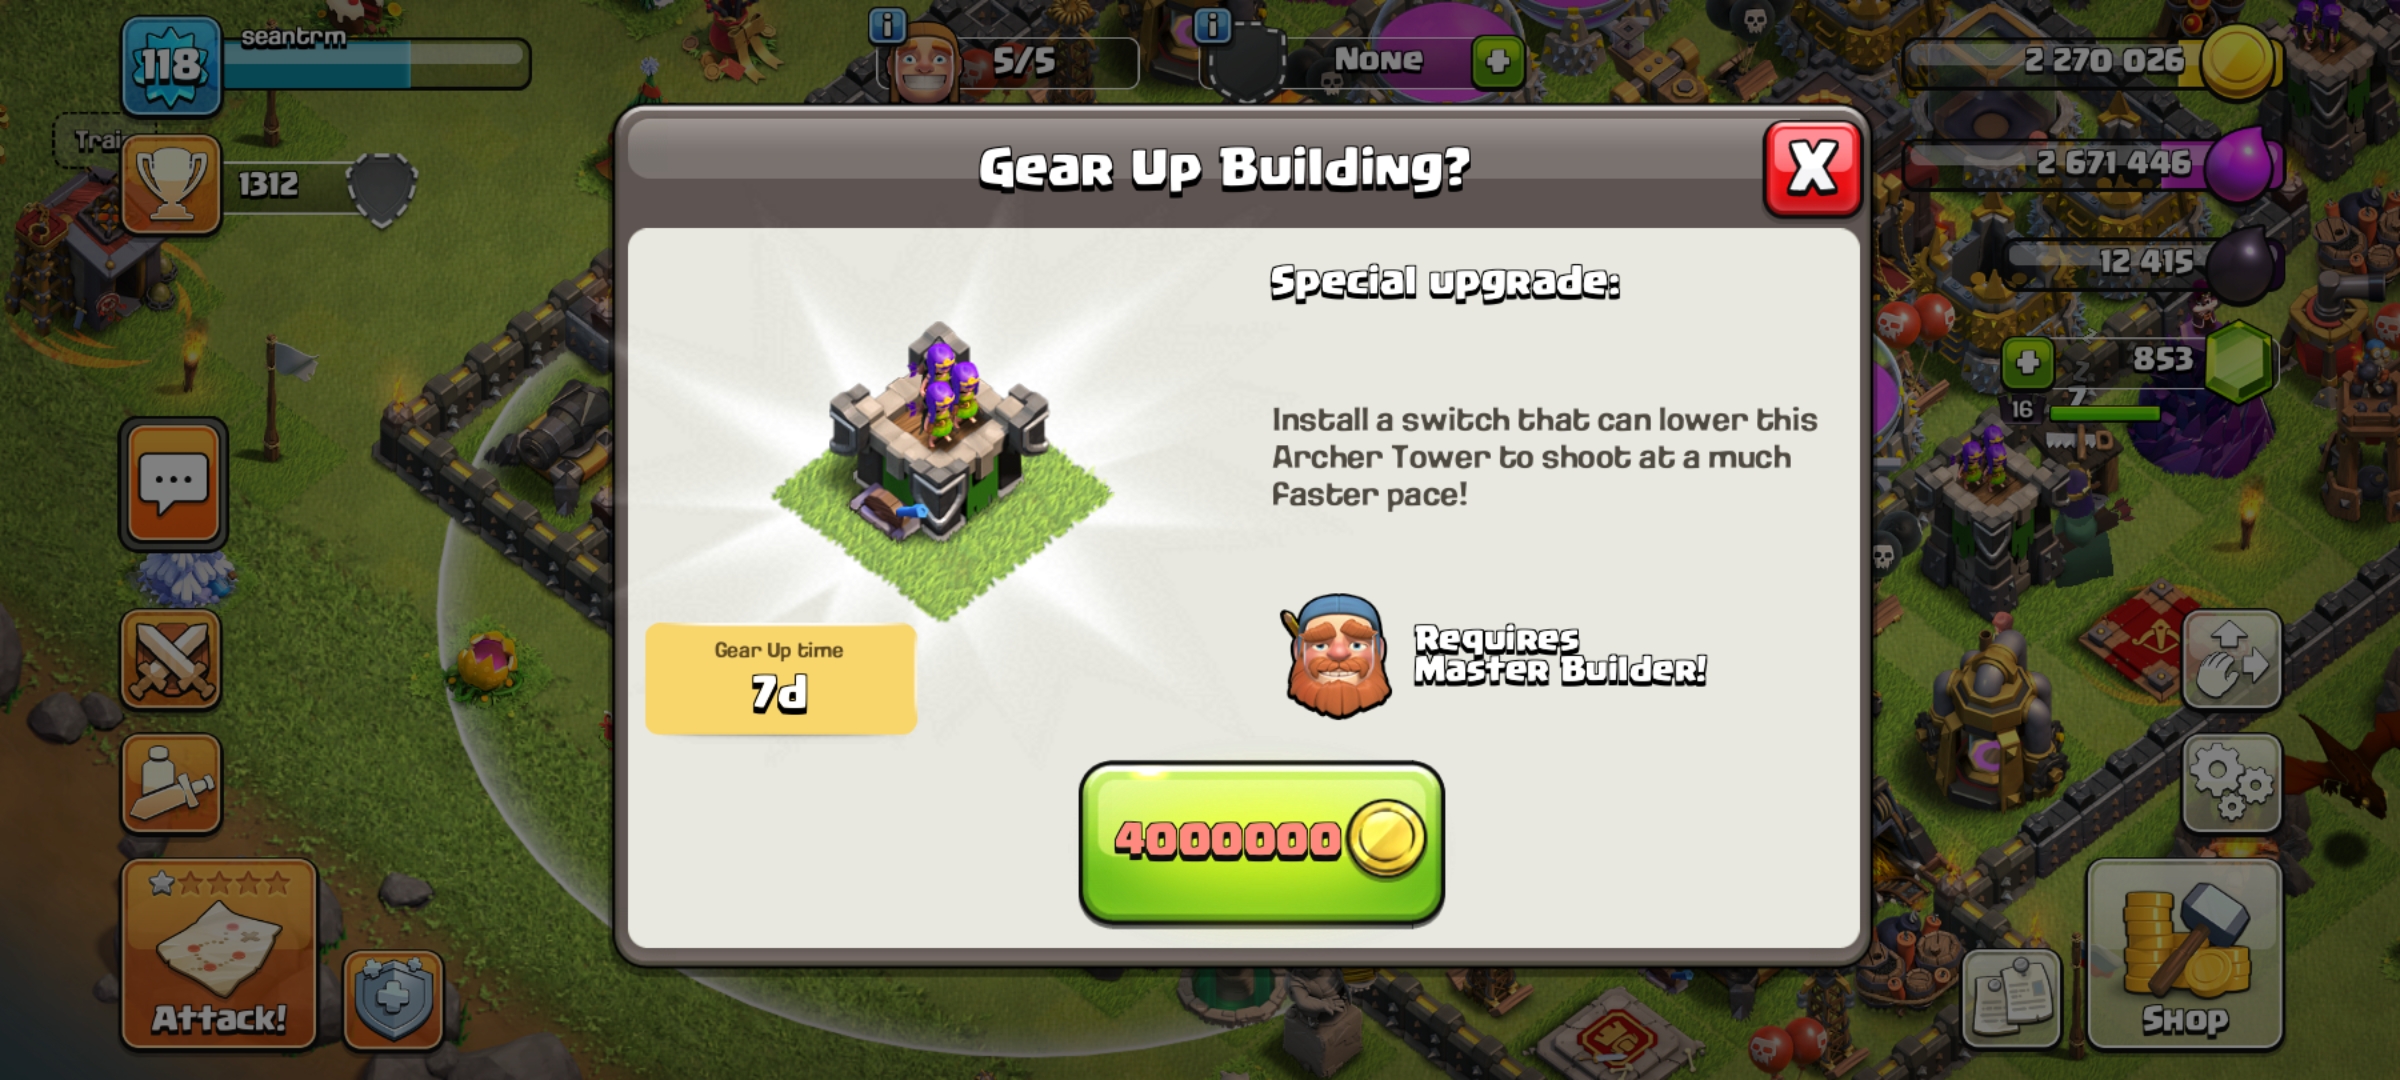 118
seantrm
5/5
None
2 270 026
1312
2 671 446
12 415
853
16
Gear Up Building?
Special upgrade:
Install a switch that can lower this
Archer Tower to shoot at a much
faster pace!
Gear Up time
7d
Requires
Master Builder!
4000000
Attack!
Shop